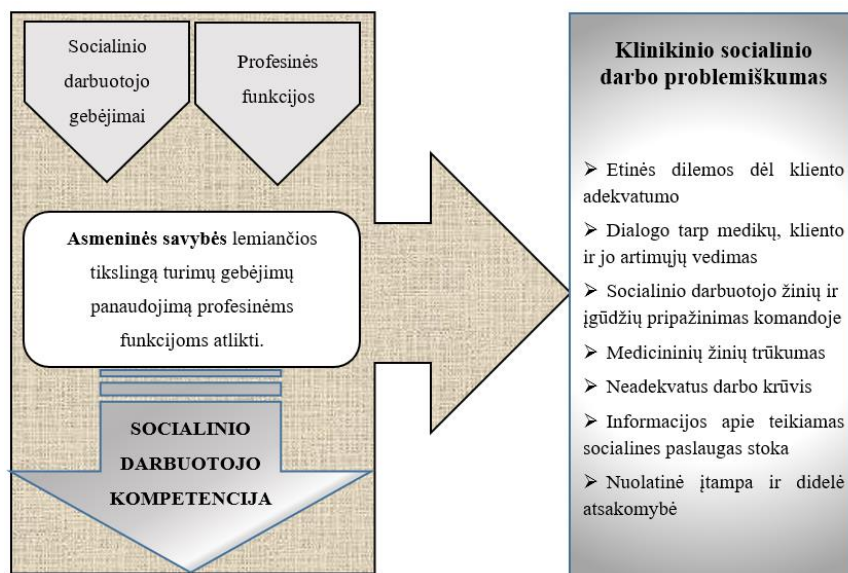 Socialinio
darbuotojo
gebėjimai
Profesinės
funkcijos
Asmeninės savybės lemiančios
tikslingą turimų gebėjimų
panaudojimą profesinėms
funkcijoms atlikti.
SOCIALINIO
DARBUOTOJO
KOMPETENCIJA
Klinikinio socialinio
darbo problemiškumas
➢ Etinės dilemos dėl kliento
adekvatumo
➢ Dialogo tarp medikų, kliento
ir jo artimųjų vedimas
➢ Socialinio darbuotojo žinių ir
įgūdžių pripažinimas komandoje
➢ Medicininių žinių trūkumas
➢ Neadekvatus darbo krūvis
➢ Informacijos apie teikiamas
socialines paslaugas stoka
➢ Nuolatinė įtampa ir didelė
atsakomybė